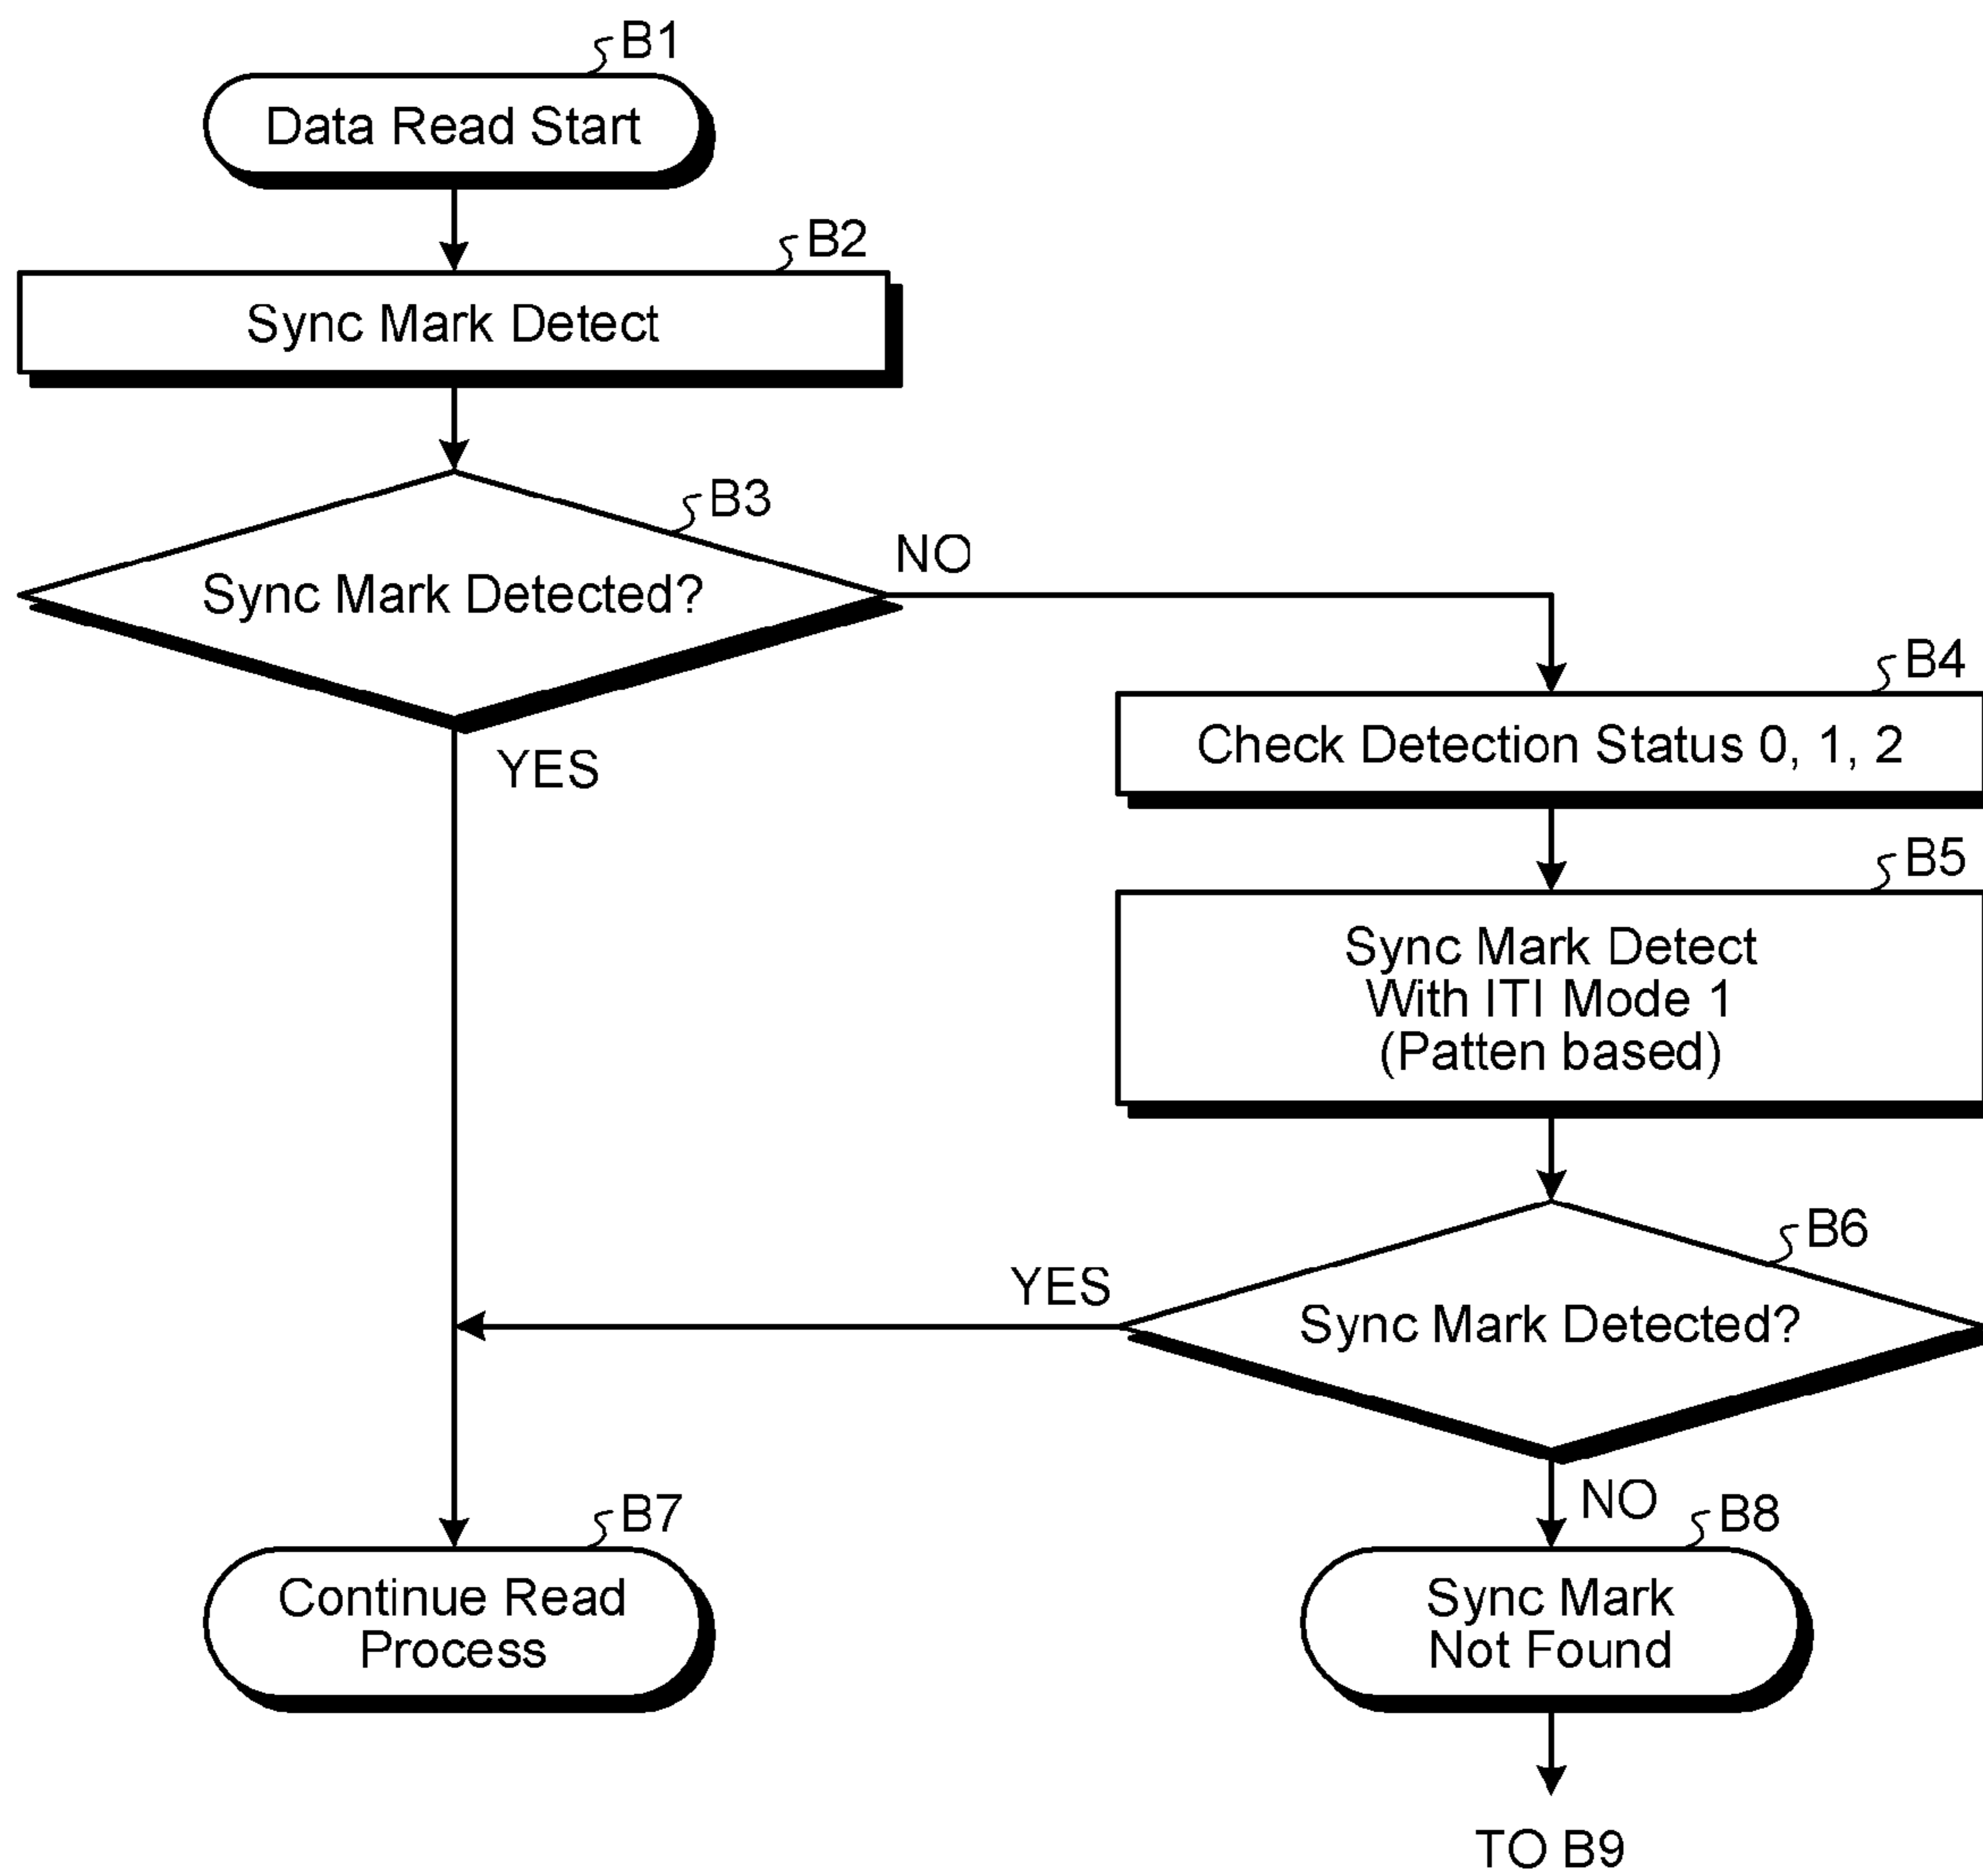 B1
Data Read Start
B2
Sync Mark Detect
B3
Sync Mark Detected?
NO
YES
B4
Check Detection Status 0, 1, 2
B5
Sync Mark Detect
With ITI Mode 1
(Patten based)
B6
Sync Mark Detected?
YES
NO
B7
Continue Read
Process
B8
Sync Mark
Not Found
TO B9